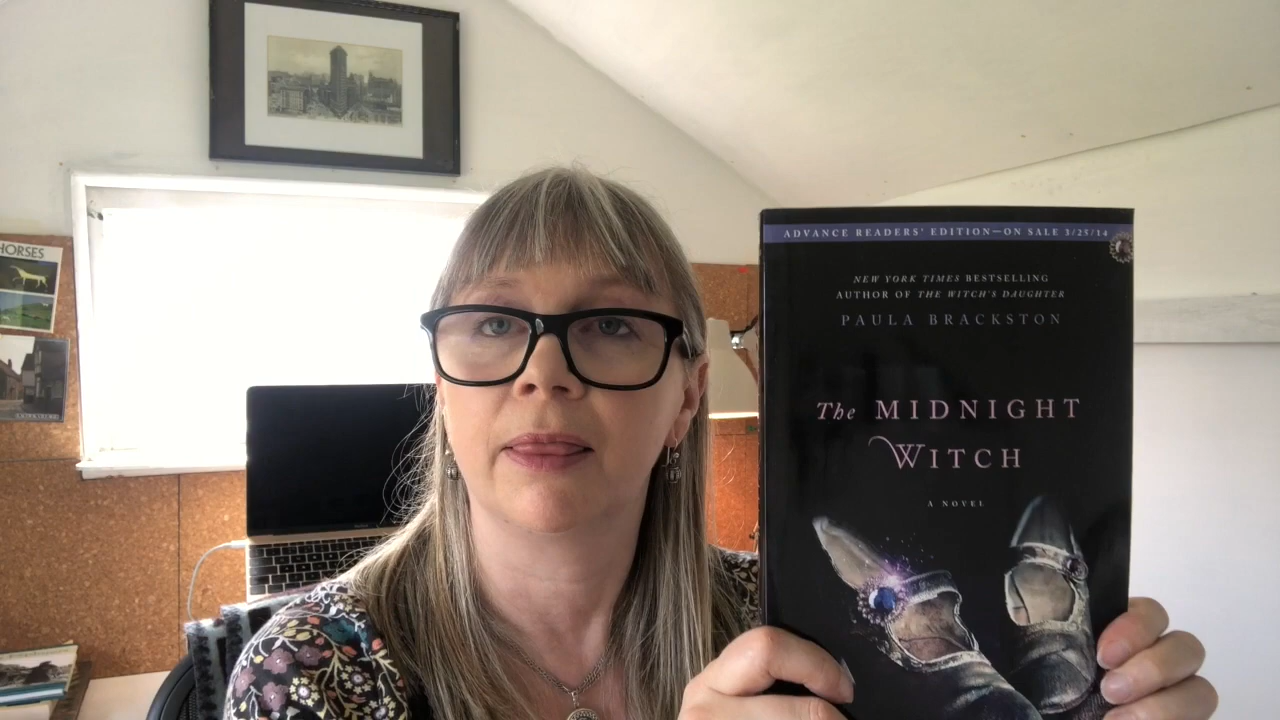 HORSES
ADVANCE READERS' EDITION—ON SALE 3/25/14
NEW YORK TIMES BESTSELLING
AUTHOR OF THE WITCH'S DAUGHTER
PAULA BRACKSTON
The MIDNIGHT
WITCH
A NOVEL